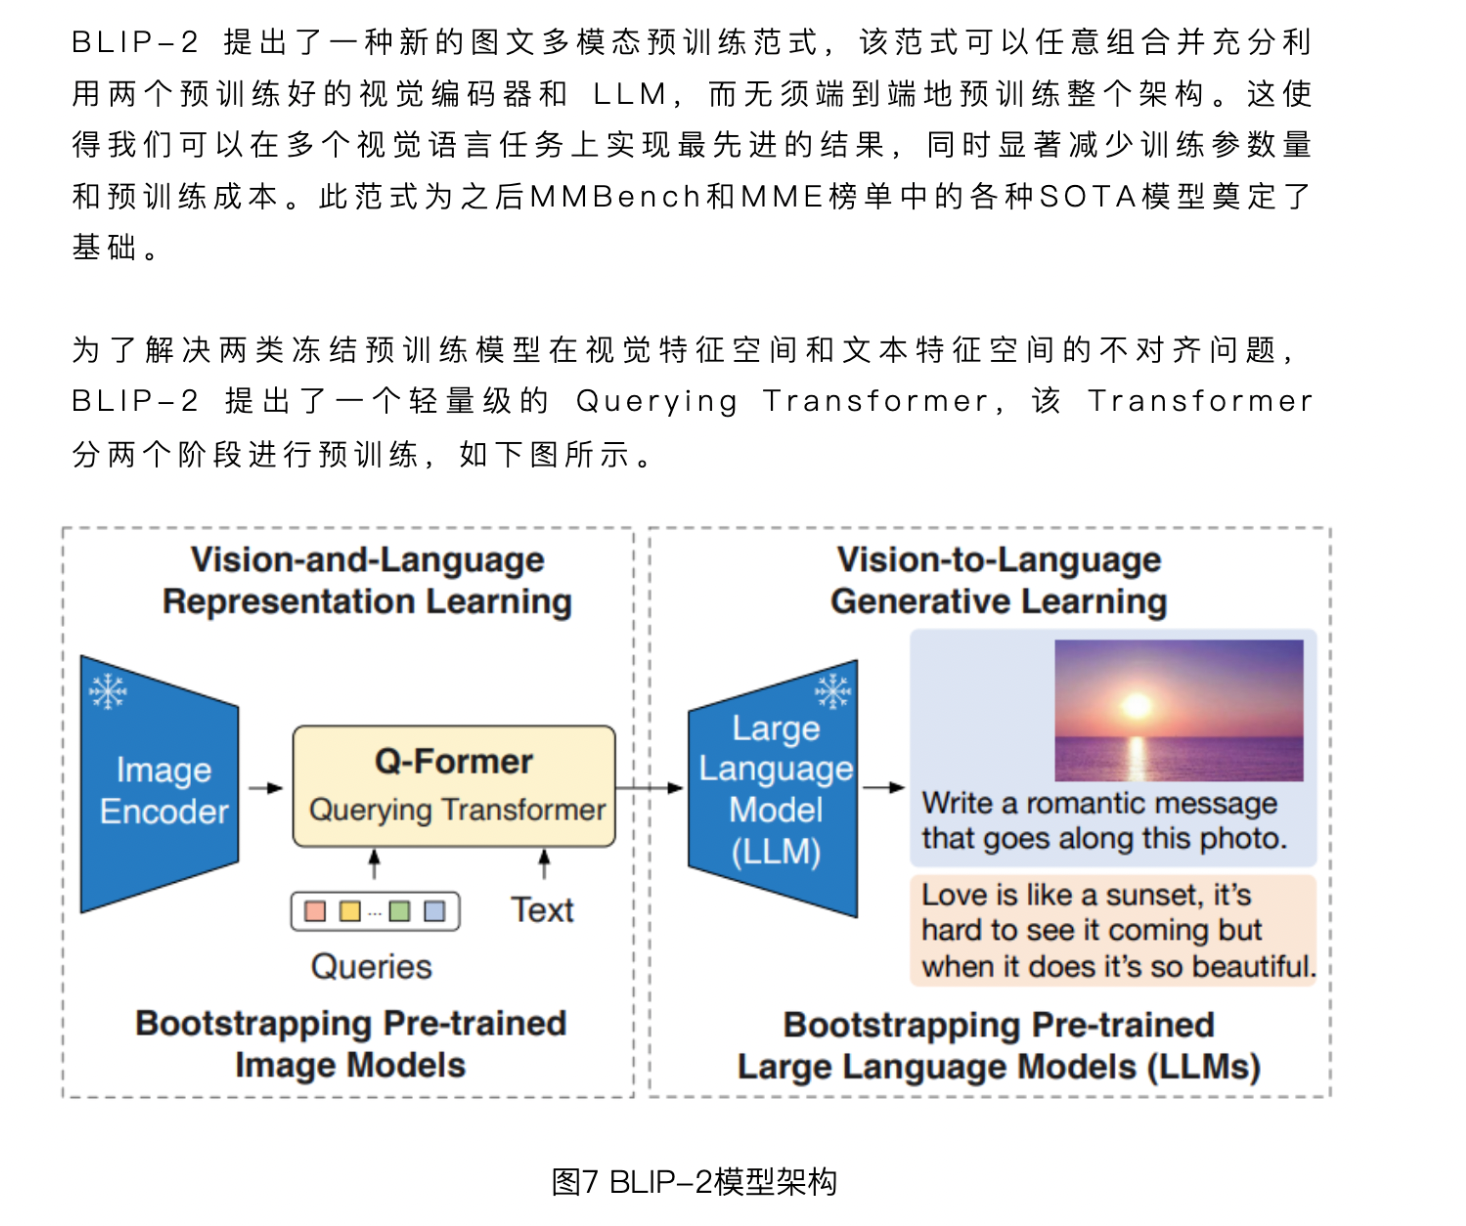 BLIP-2 提出了一种新的图文多模态预训练范式，该范式可以任意组合并充分利
用两个预训练好的视觉编码器和 LLM，而无须端到端地预训练整个架构。这使
得我们可以在多个视觉语言任务上实现最先进的结果，同时显著减少训练参数量
和预训练成本。此范式为之后MMBench和MME榜单中的各种SOTA模型奠定了
基础。
为了解决两类冻结预训练模型在视觉特征空间和文本特征空间的不对齐问题，
BLIP-2 提出了一个轻量级的 Querying Transformer，该 Transformer
分两个阶段进行预训练，如下图所示。
Vision-and-Language
Representation Learning
Image
Encoder
Q-Former
Querying Transformer
...
Queries
Text
Bootstrapping Pre-trained
Image Models
Vision-to-Language
Generative Learning
Large
Language
Model
(LLM)
Write a romantic message
that goes along this photo.
Love is like a sunset, it's
hard to see it coming but
when it does it's so beautiful.
Bootstrapping Pre-trained
Large Language Models (LLMs)
图7 BLIP-2模型架构